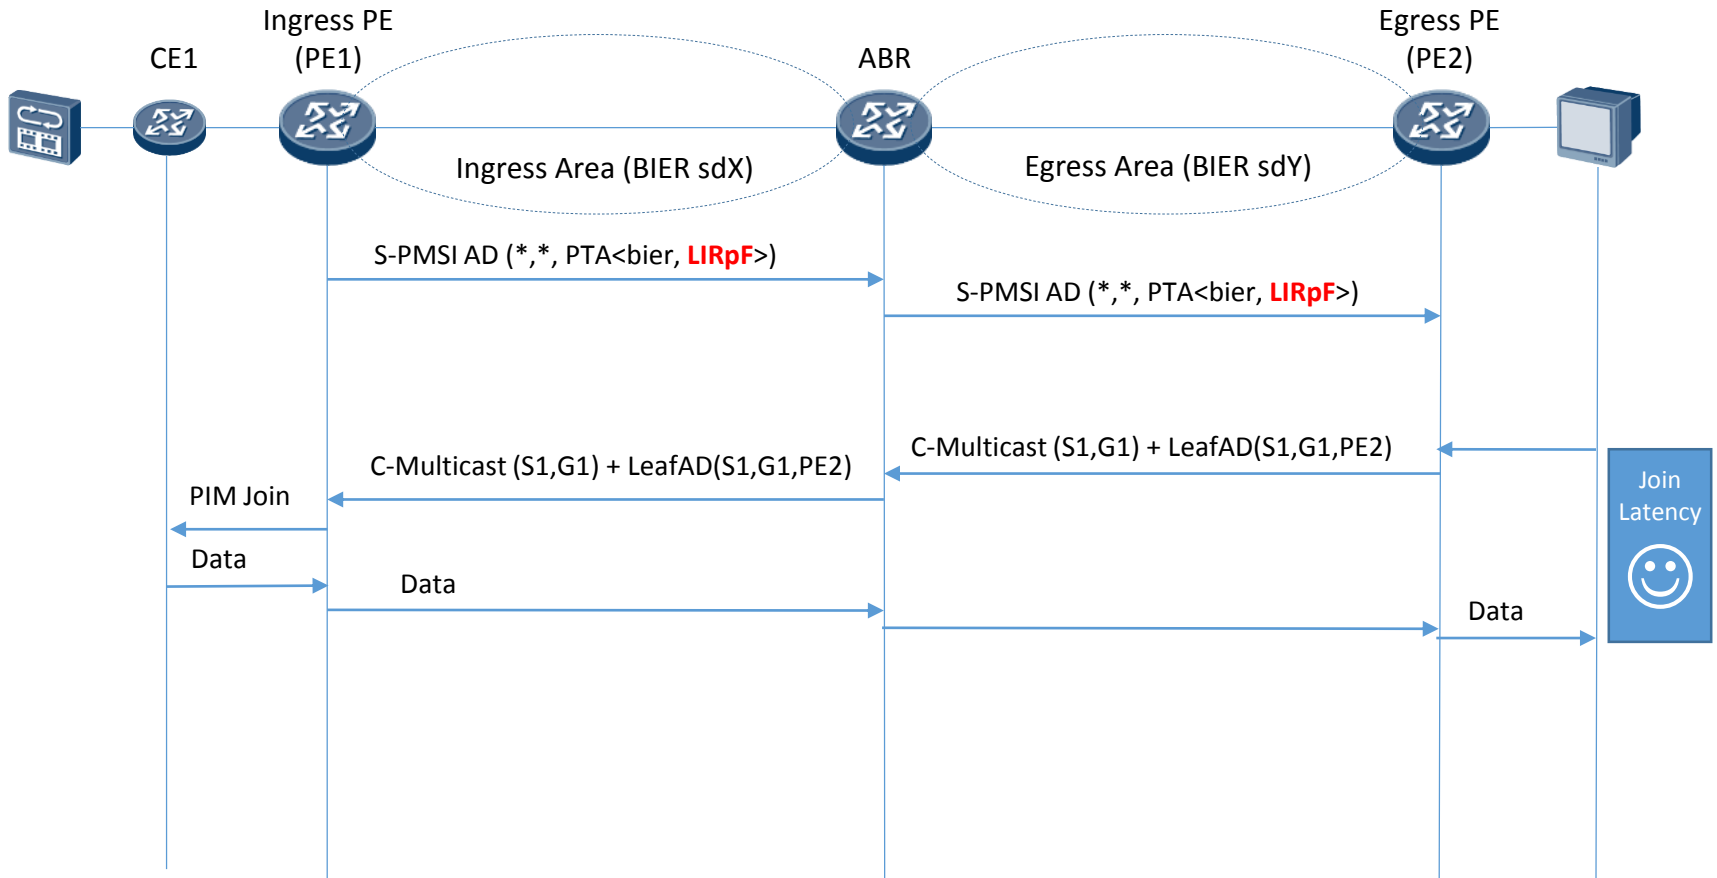 Ingress PE
(PE1)
CE1
ABR
Egress PE
(PE2)
Ingress Area (BIER sdX)
Egress Area (BIER sdY)
S-PMSI AD (*,*, PTA<bier, LIRpF>)
S-PMSI AD (*,*, PTA<bier, LIRpF>)
C-Multicast (S1,G1) + LeafAD(S1,G1,PE2)
C-Multicast (S1,G1) + LeafAD(S1,G1,PE2)
PIM Join
Join
Latency
Data
Data
Data